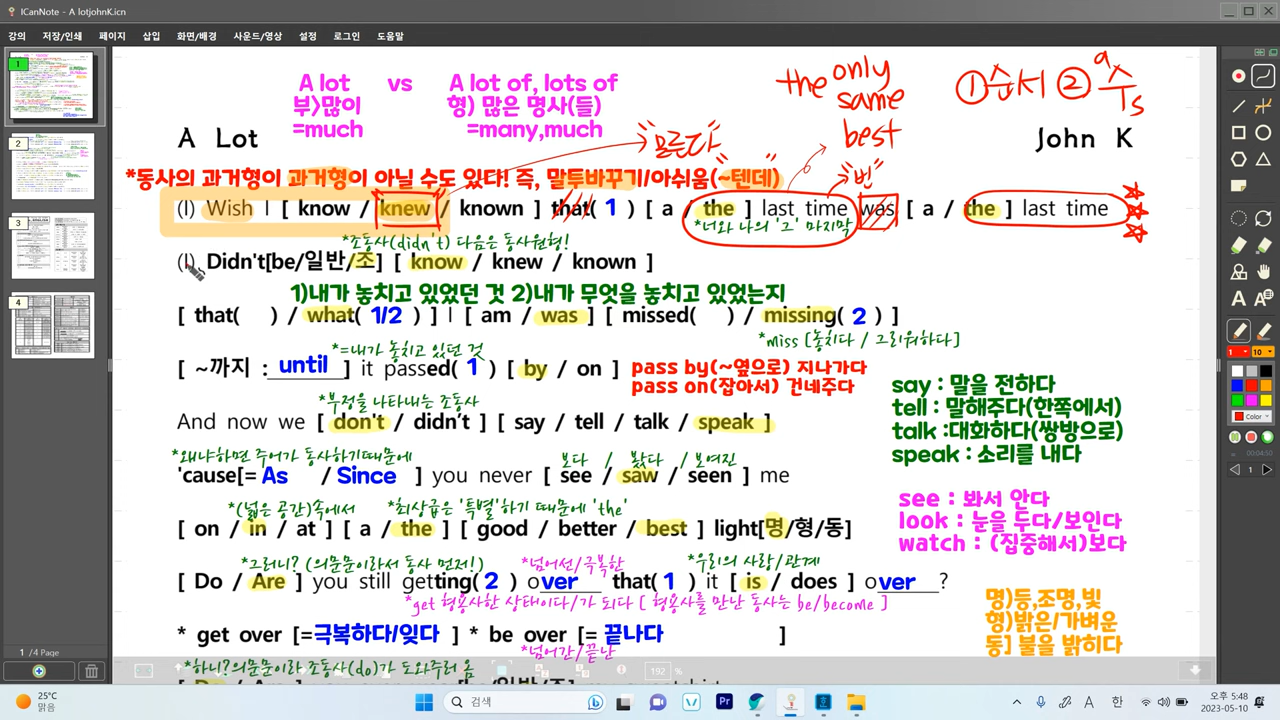 ICanNote - A lotjohnK.icn
강의 저장/인쇄 페이지 삽입 화면/배경 사운드/영상 설정 로그인 도움말
A lot vs A lot of, lots of
부>많이 형) 많은 명사(들)
=much =many,much
the only
same
best
①순서 ②
A Lot
John K
모른다
*동사의 과거형이 과거형이 아닐 수도 있다! 즉, 말투바꾸기/아쉬움(~텐데)
"빈"
(I) Wish I [ know / knew / known ] that( 1 ) [ a / the ] last time was [ a / the ] last time
*너와 나의 '그' 마지막
*조동사(didn't) 다음은 동사원형!
(I) Didn't[be/일반/조] [ know / knew / known ]
1)내가 놓치고 있었던 것 2)내가 무엇을 놓치고 있었는지
[ that( ) / what( 1/2 ) ] I [ am / was ] [ missed( ) / missing( 2 ) ]
*miss [놓치다 / 그리워하다]
*=내가 놓치고 있던 것
[ ~까지 : until ] it passed( 1 ) [ by / on ]
pass by(~옆으로) 지나가다
pass on(잡아서) 건네주다
*부정을 나타내는 조동사
And now we [ don't / didn't ] [ say / tell / talk / speak ]
say : 말을 전하다
tell : 말해주다(한쪽에서)
talk :대화하다(쌍방으로)
speak : 소리를 내다
*왜냐하면 주어가 동사하기때문에
보다 / 봤다 / 보여진
'cause[= As / Since ] you never [ see / saw / seen ] me
see : 봐서 안다
look : 눈을 두다/보인다
watch : (집중해서)보다
*(넓은 공간)속에서 *최상급은 '특별'하기 때문에 'the'
[ on / in / at ] [ a / the ] [ good / better / best ] light[명/형/동]
*그러니? (의문문이라서 동사 먼저!) *넘어선/극복한 *우리의 사랑/관계
[ Do / Are ] you still getting( 2 ) over that( 1 ) it [ is / does ] over ?
*get 형용사한 상태이다/가 되다 [ 형용사를 만난 동사는 be/become ]
명)등,조명,빛
형)밝은/가벼운
동] 불을 밝히다
* get over [=극복하다/잊다 ] * be over [= 끝나다 ]
*넘어간/끝난
*하니?의문문이라 조동사(do)가 도와주러 옴
1 /4 Page
192 %
Color
00:04:50
1
25°C
맑음
검색
오후 5:48
2023-05-10